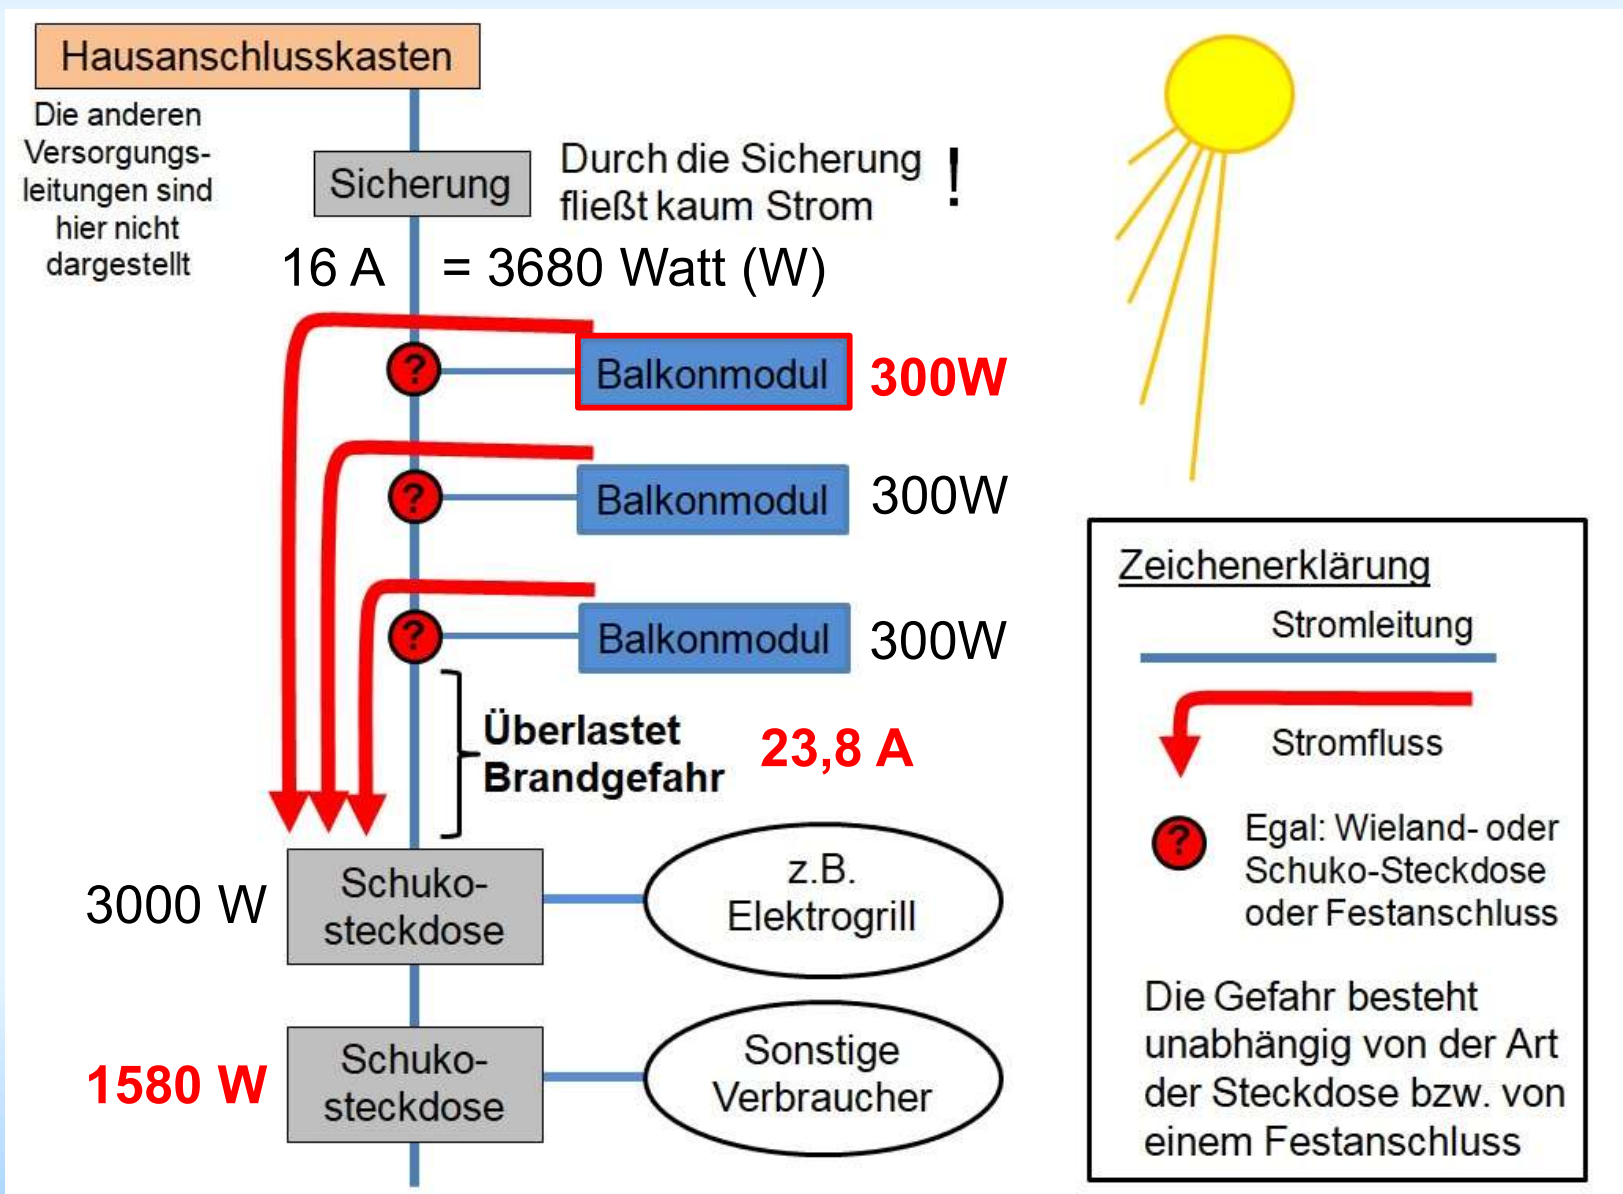 Hausanschlusskasten
Die anderen
Versorgungs-
leitungen sind
hier nicht
dargestellt
Sicherung
Durch die Sicherung
fließt kaum Strom
!
16 A = 3680 Watt (W)
?
Balkonmodul
300W
?
Balkonmodul
300W
?
Balkonmodul
300W
Überlastet
Brandgefahr
23,8 A
3000 W
Schuko-
steckdose
z.B.
Elektrogrill
1580 W
Schuko-
steckdose
Sonstige
Verbraucher
Zeichenerklärung
Stromleitung
Stromfluss
?
Egal: Wieland- oder
Schuko-Steckdose
oder Festanschluss
Die Gefahr besteht
unabhängig von der Art
der Steckdose bzw. von
einem Festanschluss